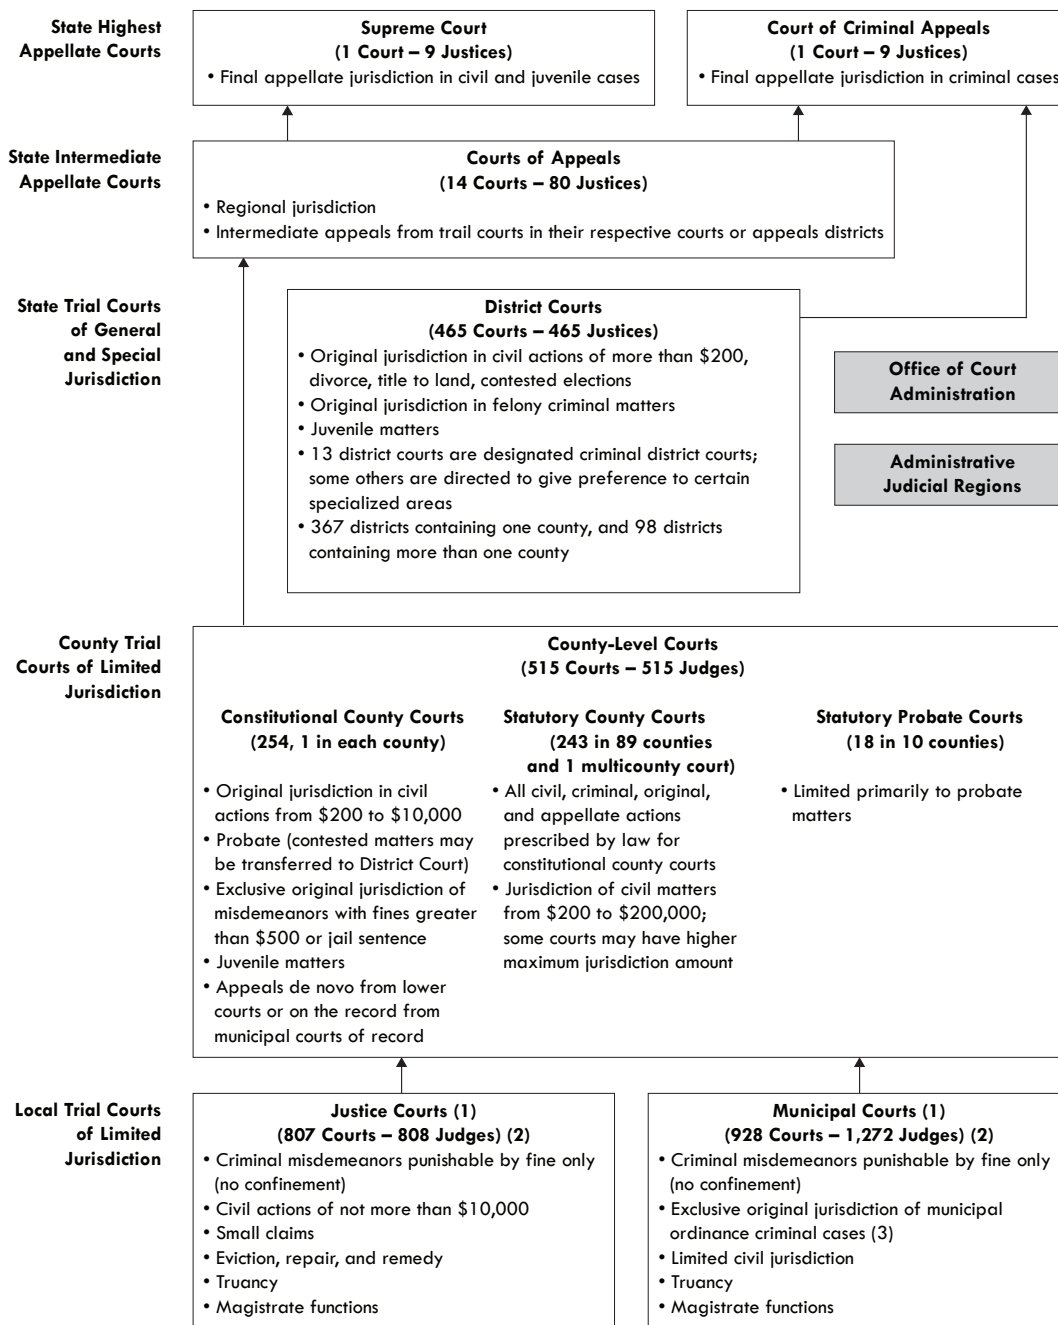 State Highest
Appellate Courts
Supreme Court
(1 Court – 9 Justices)
• Final appellate jurisdiction in civil and juvenile cases
Court of Criminal Appeals
(1 Court – 9 Justices)
• Final appellate jurisdiction in criminal cases
State Intermediate
Appellate Courts
Courts of Appeals
(14 Courts – 80 Justices)
• Regional jurisdiction
• Intermediate appeals from trail courts in their respective courts or appeals districts
State Trial Courts
of General
and Special
Jurisdiction
District Courts
(465 Courts – 465 Justices)
• Original jurisdiction in civil actions of more than $200,
divorce, title to land, contested elections
• Original jurisdiction in felony criminal matters
• Juvenile matters
• 13 district courts are designated criminal district courts;
some others are directed to give preference to certain
specialized areas
• 367 districts containing one county, and 98 districts
containing more than one county
Office of Court
Administration
Administrative
Judicial Regions
County Trial
Courts of Limited
Jurisdiction
County-Level Courts
(515 Courts – 515 Judges)
Constitutional County Courts
(254, 1 in each county)
• Original jurisdiction in civil
actions from $200 to $10,000
• Probate (contested matters may
be transferred to District Court)
• Exclusive original jurisdiction of
misdemeanors with fines greater
than $500 or jail sentence
• Juvenile matters
• Appeals de novo from lower
courts or on the record from
municipal courts of record
Statutory County Courts
(243 in 89 counties
and 1 multicounty court)
• All civil, criminal, original,
and appellate actions
prescribed by law for
constitutional county courts
• Jurisdiction of civil matters
from $200 to $200,000;
some courts may have higher
maximum jurisdiction amount
Statutory Probate Courts
(18 in 10 counties)
• Limited primarily to probate
matters
Local Trial Courts
of Limited
Jurisdiction
Justice Courts (1)
(807 Courts – 808 Judges) (2)
• Criminal misdemeanors punishable by fine only
(no confinement)
• Civil actions of not more than $10,000
• Small claims
• Eviction, repair, and remedy
• Truancy
• Magistrate functions
Municipal Courts (1)
(928 Courts – 1,272 Judges) (2)
• Criminal misdemeanors punishable by fine only
(no confinement)
• Exclusive original jurisdiction of municipal
ordinance criminal cases (3)
• Limited civil jurisdiction
• Truancy
• Magistrate functions